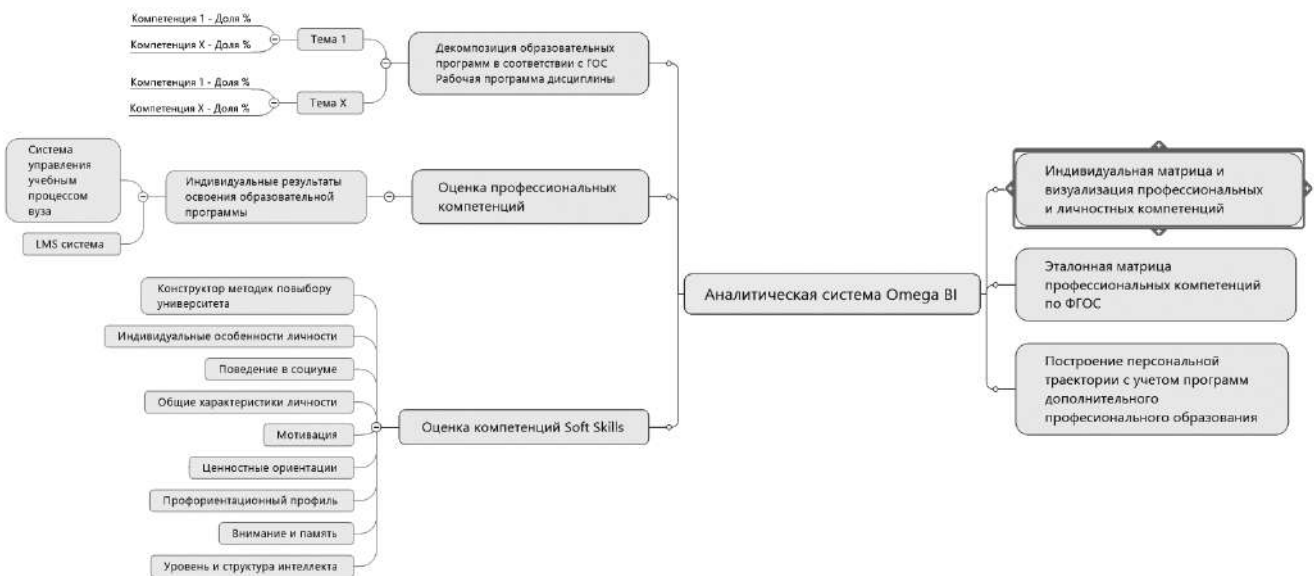 Компетенция 1 - Доля %
Компетенция X - Доля %
Тема 1
Компетенция 1 - Доля %
Компетенция X - Доля %
Тема X
Декомпозиция образовательных
программ в соответствии с ГОС
Рабочая программа дисциплины
Система
управления
учебным
процессом
вуза
LMS система
Индивидуальные результаты
освоения образовательной
программы
Оценка профессиональных
компетенций
Конструктор методик повыбору
университета
Индивидуальные особенности личности
Поведение в социуме
Общие характеристики личности
Мотивация
Ценностные ориентации
Профориентационный профиль
Внимание и память
Уровень и структура интеллекта
Оценка компетенций Soft Skills
Аналитическая система Omega BI
Индивидуальная матрица и
визуализация профессиональных
и личностных компетенций
Эталонная матрица
профессиональных компетенций
по ФГОС
Построение персональной
траектории с учетом программ
дополнительного
професионального образования